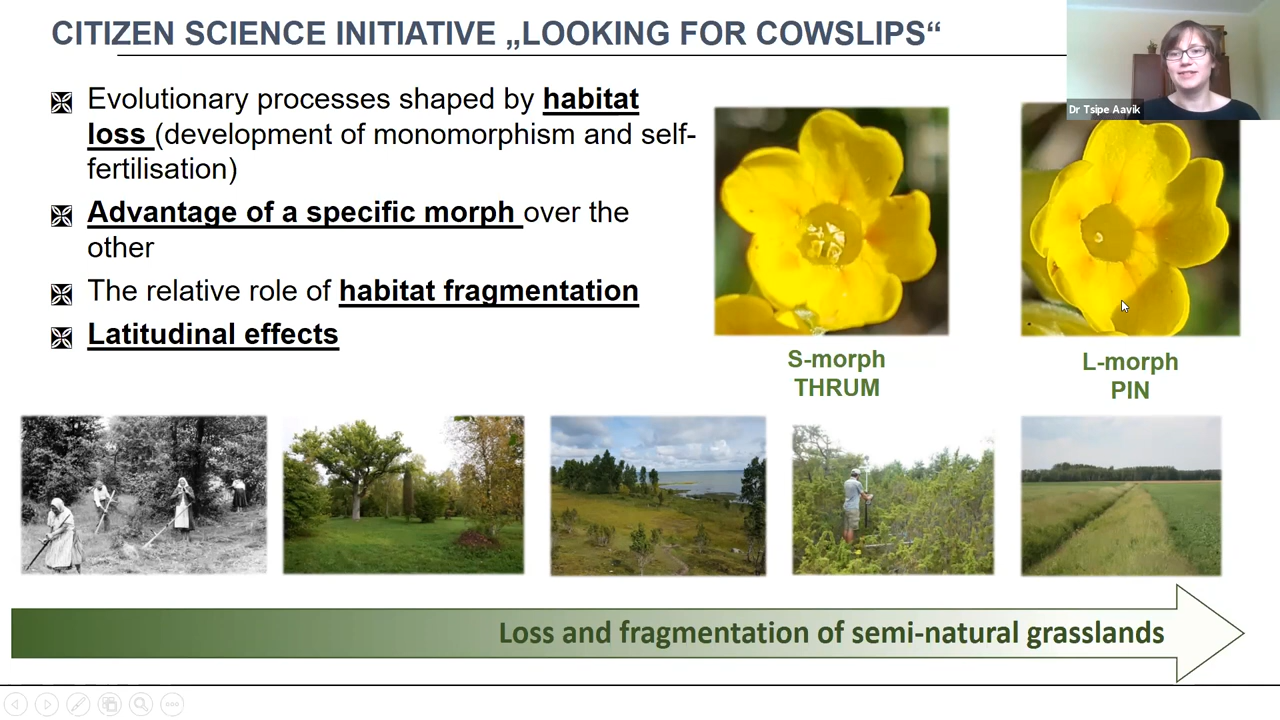 CITIZEN SCIENCE INITIATIVE „LOOKING FOR COWSLIPS“
Evolutionary processes shaped by habitat
loss (development of monomorphism and self-
fertilisation)
Advantage of a specific morph over the
other
The relative role of habitat fragmentation
Latitudinal effects
Dr Tsipe Aavik
S-morph
THRUM
L-morph
PIN
Loss and fragmentation of semi-natural grasslands